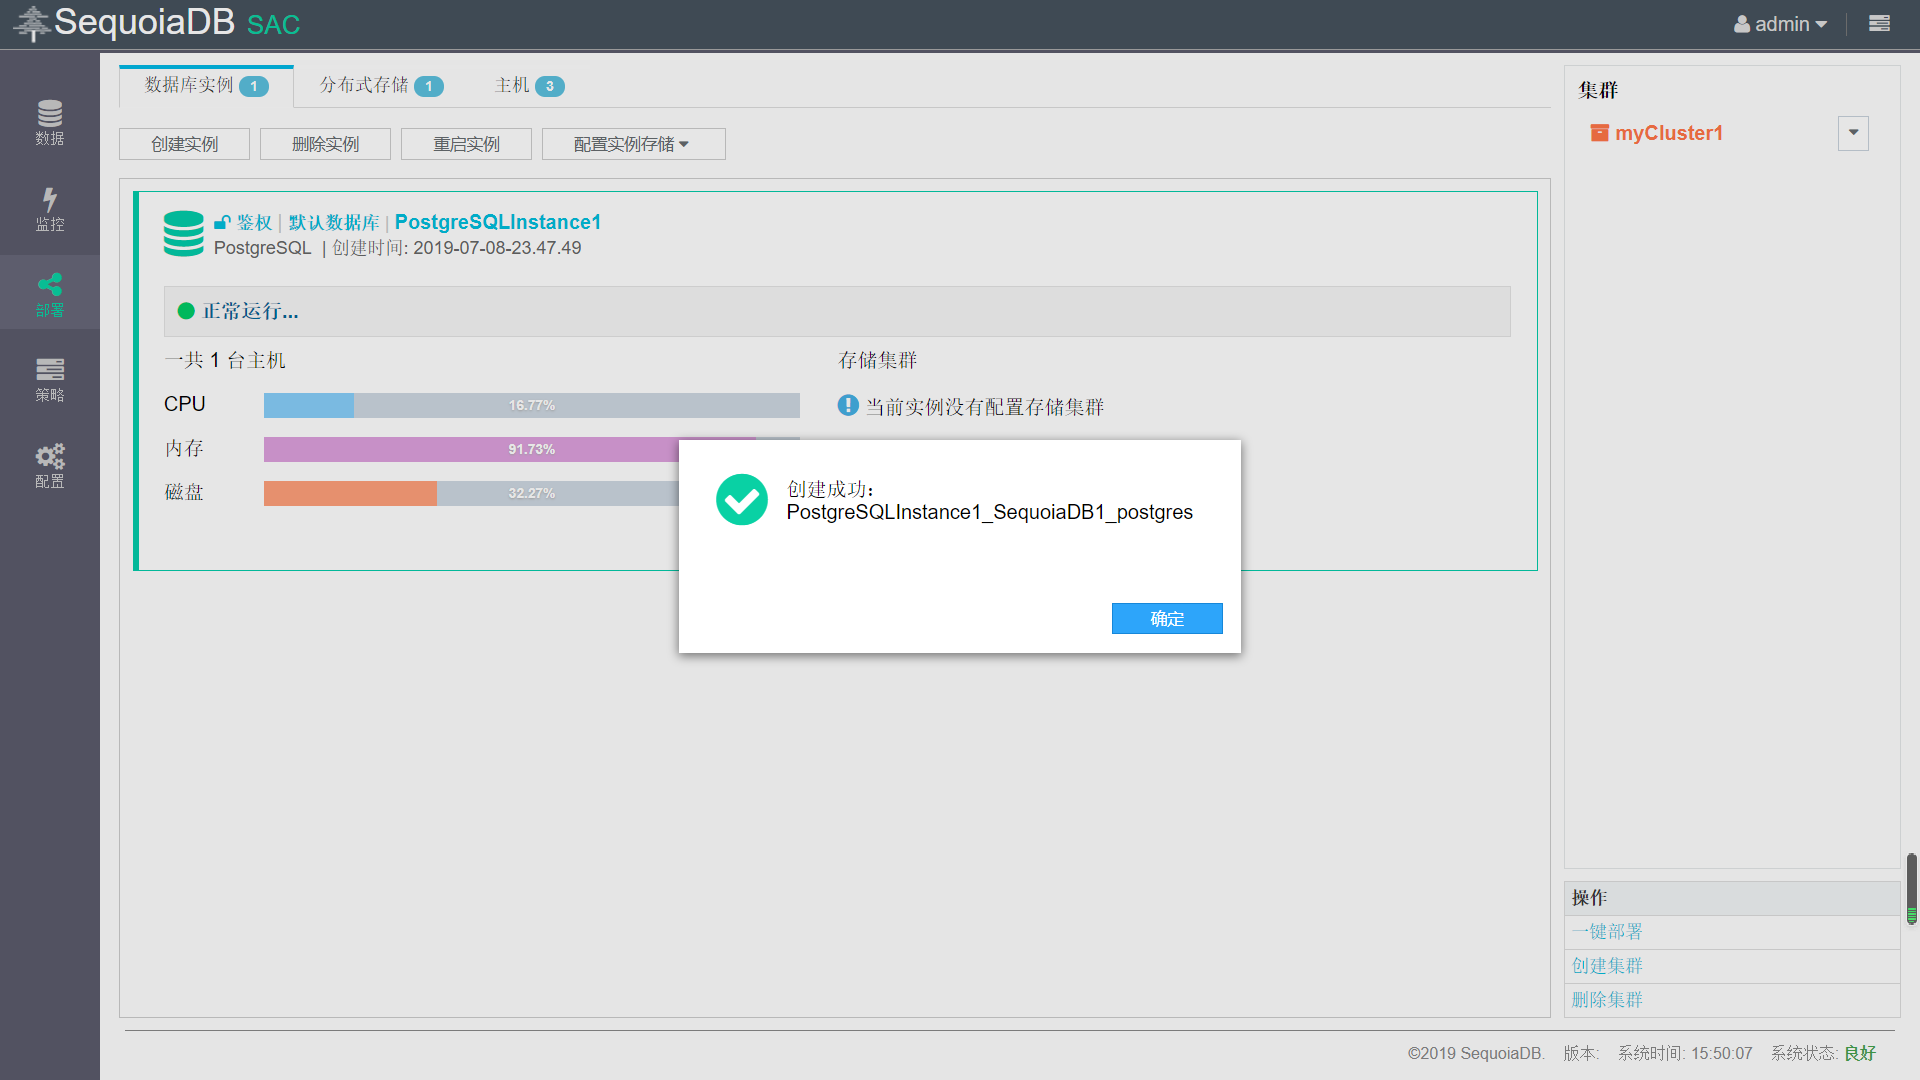 SequoiaDB SAC
admin
数据库实例 1
分布式存储 1
主机 3
创建实例
删除实例
重启实例
配置实例存储
数据
监控
部署
策略
配置
鉴权 | 默认数据库 | PostgreSQLInstance1
PostgreSQL | 创建时间: 2019-07-08-23.47.49
正常运行...
一共 1 台主机
CPU 16.77%
内存 91.73%
磁盘 32.27%
存储集群
当前实例没有配置存储集群
创建成功：
PostgreSQLInstance1_SequoiaDB1_postgres
确定
集群
myCluster1
操作
一键部署
创建集群
删除集群
©2019 SequoiaDB. 版本: 系统时间: 15:50:07 系统状态: 良好